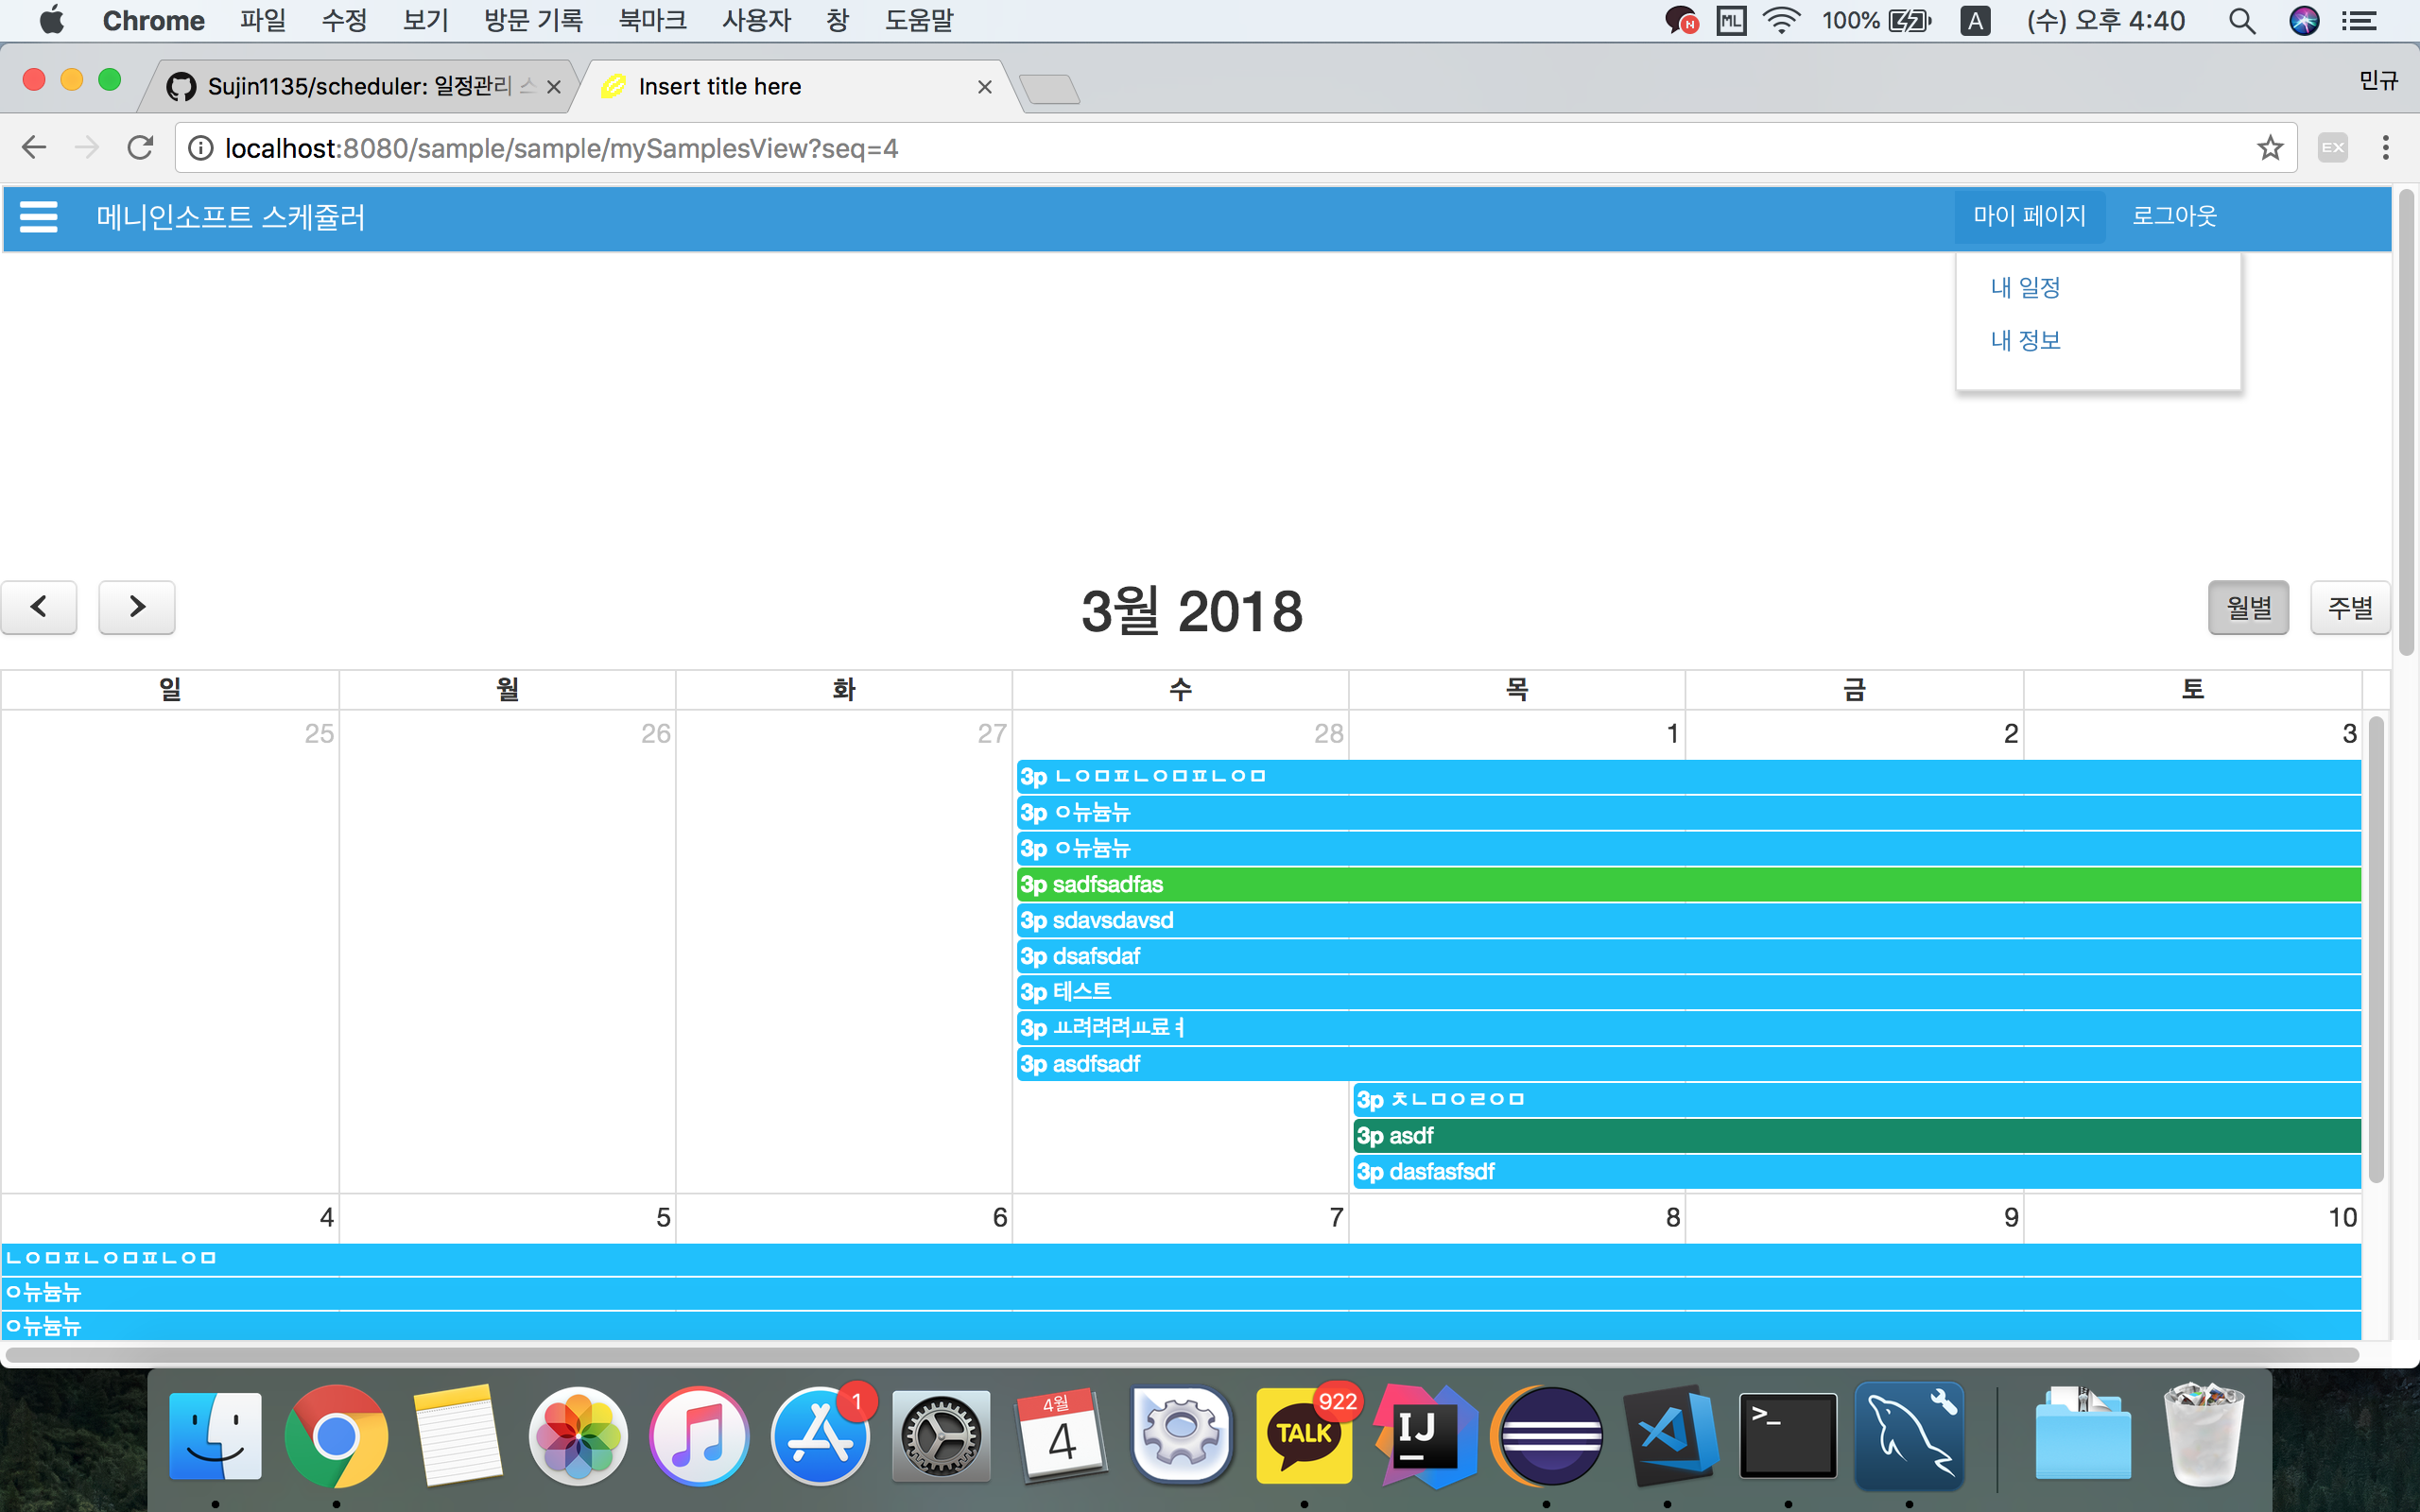 Chrome 파일 수정 보기 방문 기록 북마크 사용자 창 도움말 N ML 100% A (수) 오후 4:40
Sujin1135/scheduler: 일정관리 스 Insert title here 민규
localhost:8080/sample/sample/mySamplesView?seq=4 EX
메니인소프트 스케쥴러 마이 페이지 로그아웃
내 일정
내 정보
3월 2018 월별 주별
일 월 화 수 목 금 토
25 26 27 28 1 2 3
3p ㄴㅇㅁㅍㄴㅇㅁㅍㄴㅇㅁ
3p ㅇ뉴늄뉴
3p ㅇ뉴늄뉴
3p sadfsadfas
3p sdavsdavsd
3p dsafsdaf
3p 테스트
3p ㅛ려려려ㅛ료ㅕ
3p asdfsadf
3p ㅊㄴㅁㅇㄹㅇㅁ
3p asdf
3p dasfasfsdf
4 5 6 7 8 9 10
ㄴㅇㅁㅍㄴㅇㅁㅍㄴㅇㅁ
ㅇ뉴늄뉴
ㅇ뉴늄뉴
1 4월 4 TALK 922 IJ >_